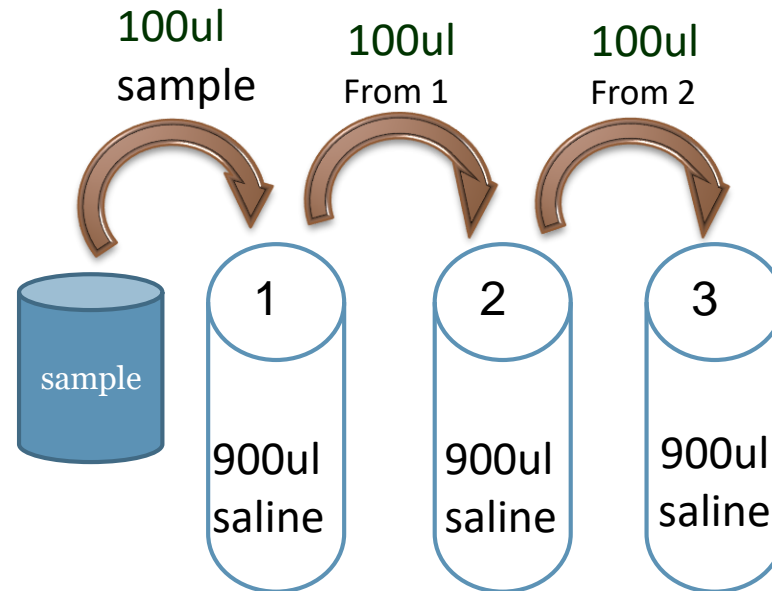 100ul
sample
100ul
From 1
100ul
From 2
sample
1
2
3
900ul
saline
900ul
saline
900ul
saline